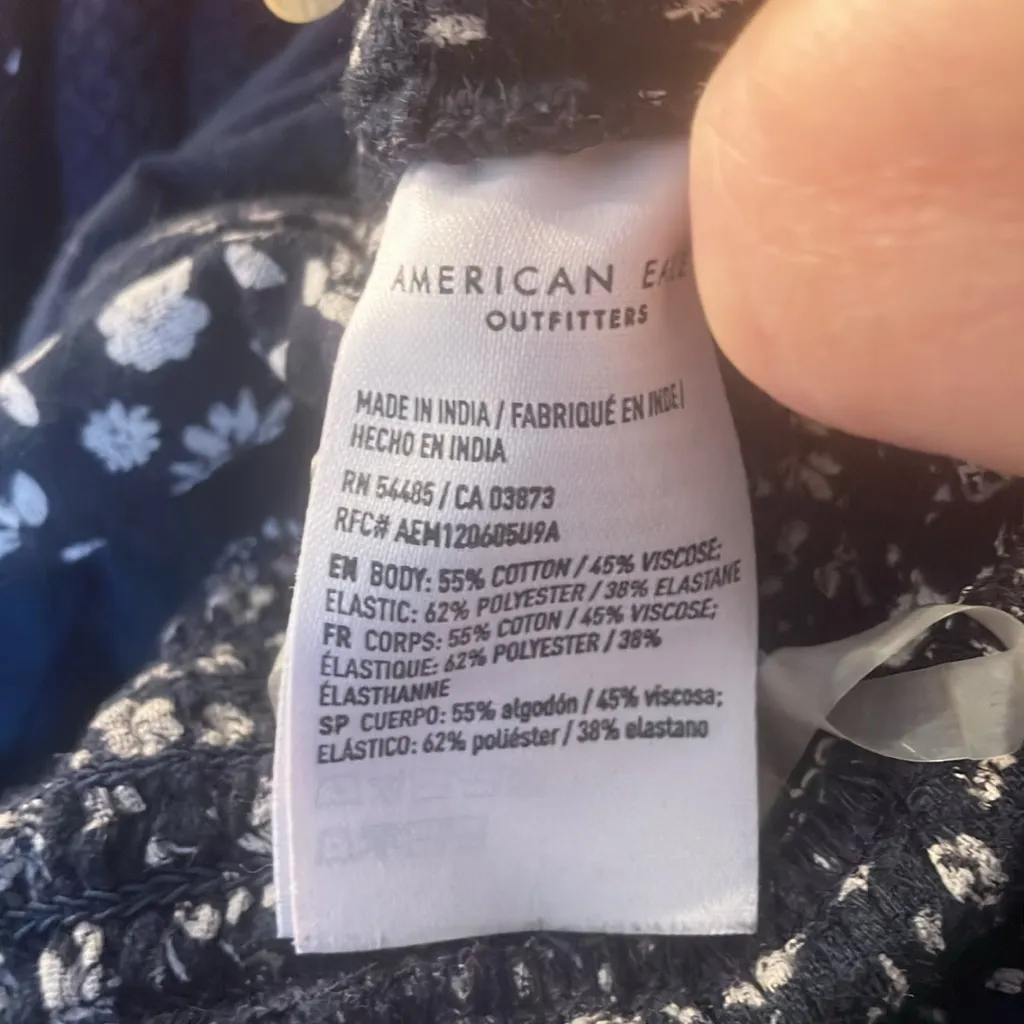 AMERICAN
OUTFITTERS
MADE IN INDIA / FABRIQUÉ EN INDE /
HECHO EN INDIA
RN 54485 / CA 03873
RFC# AEM120605U9A
EN BODY: 55% COTTON / 45% VISCOSE;
ELASTIC: 62% POLYESTER / 38% ELASTANE
FR CORPS: 55% COTON / 45% VISCOSE;
ÉLASTIQUE: 62% POLYESTER / 38%
ÉLASTHANNE
SP CUERPO: 55% algodón / 45% viscosa;
ELÁSTICO: 62% poliéster / 38% elastano